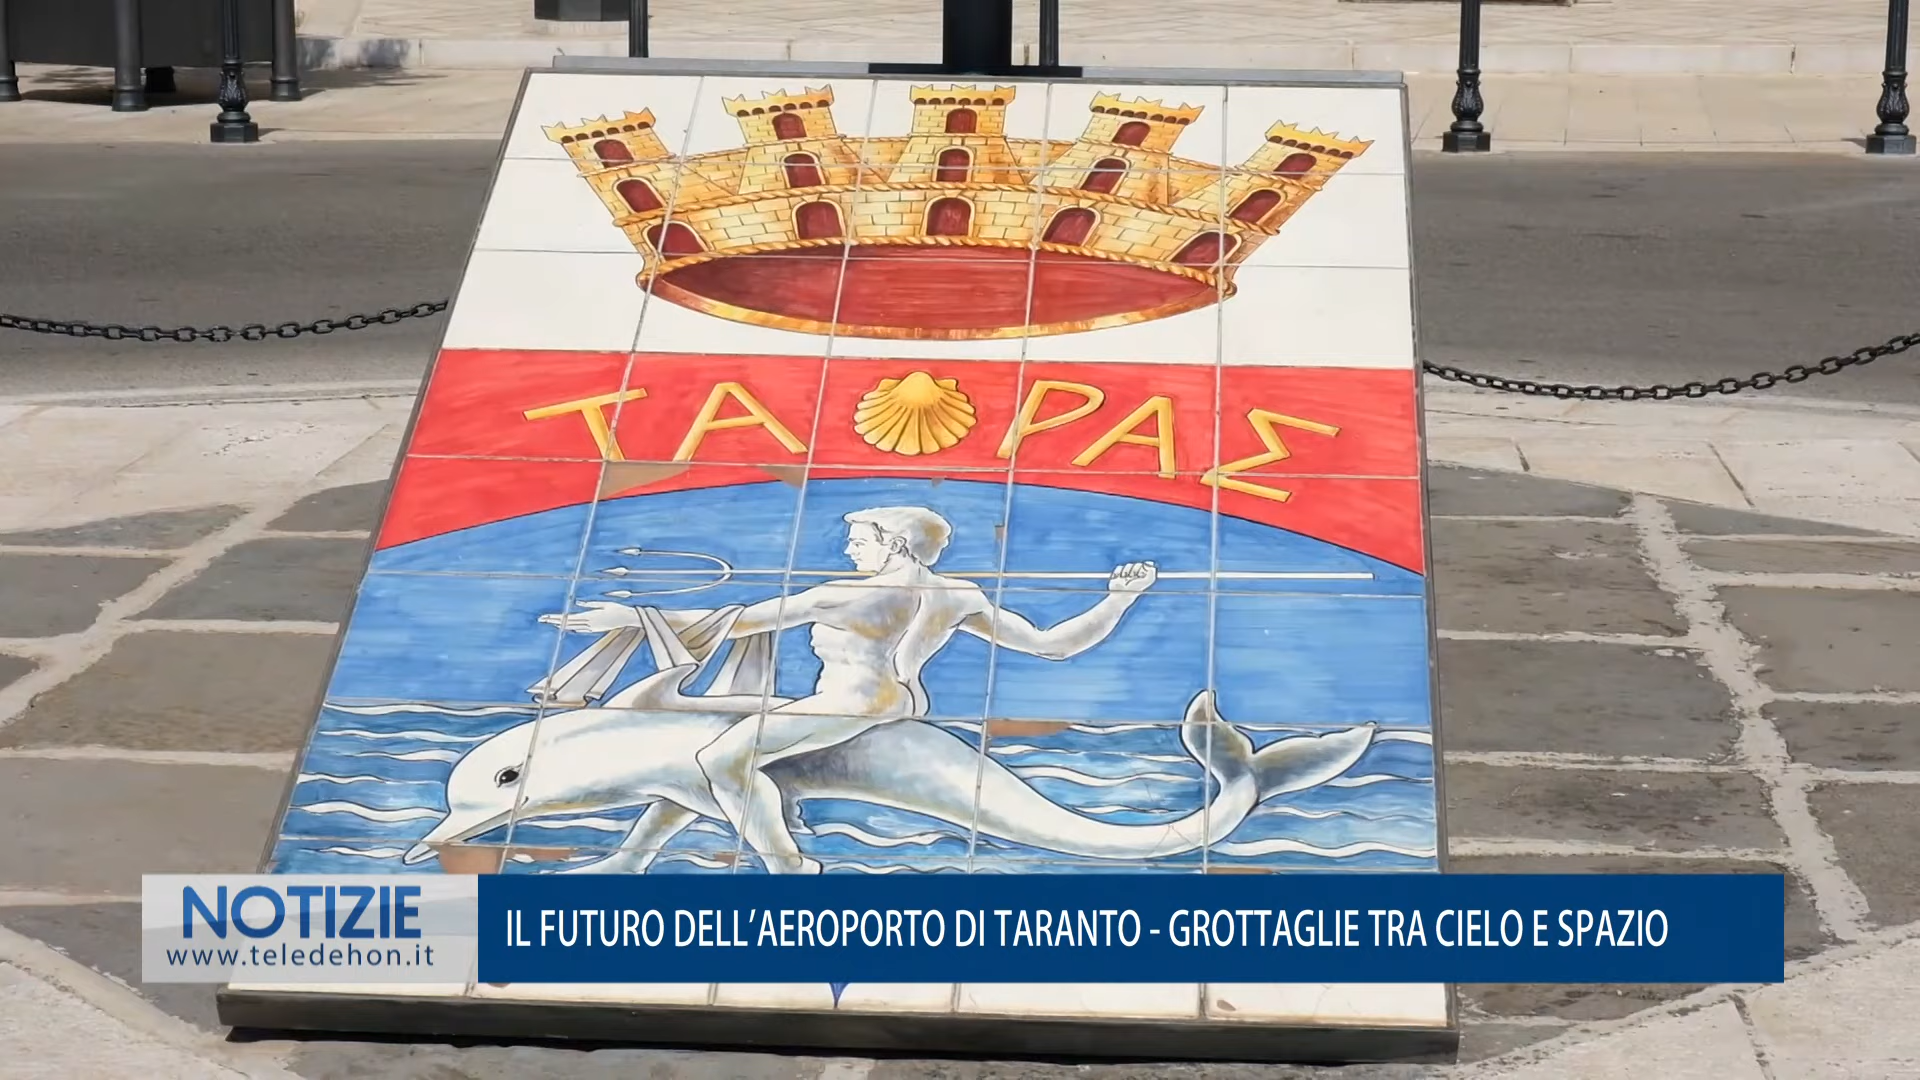 ΤΑΡΑΣ
NOTIZIE
www.teledehon.it
IL FUTURO DELL’AEROPORTO DI TARANTO - GROTTAGLIE TRA CIELO E SPAZIO